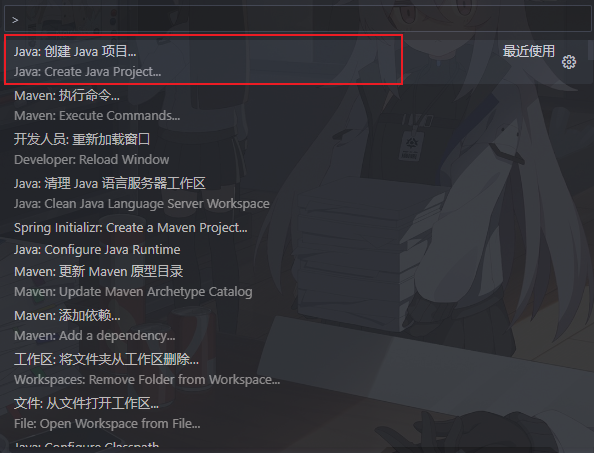 >
Java: 创建 Java 项目... 最近使用
Java: Create Java Project...
Maven: 执行命令...
Maven: Execute Commands...
开发人员: 重新加载窗口
Developer: Reload Window
Java: 清理 Java 语言服务器工作区
Java: Clean Java Language Server Workspace
Spring Initializr: Create a Maven Project...
Java: Configure Java Runtime
Maven: 更新 Maven 原型目录
Maven: Update Maven Archetype Catalog
Maven: 添加依赖...
Maven: Add a dependency...
工作区: 将文件夹从工作区删除...
Workspaces: Remove Folder from Workspace...
文件: 从文件打开工作区...
File: Open Workspace from File...
Java: Configure Classpath